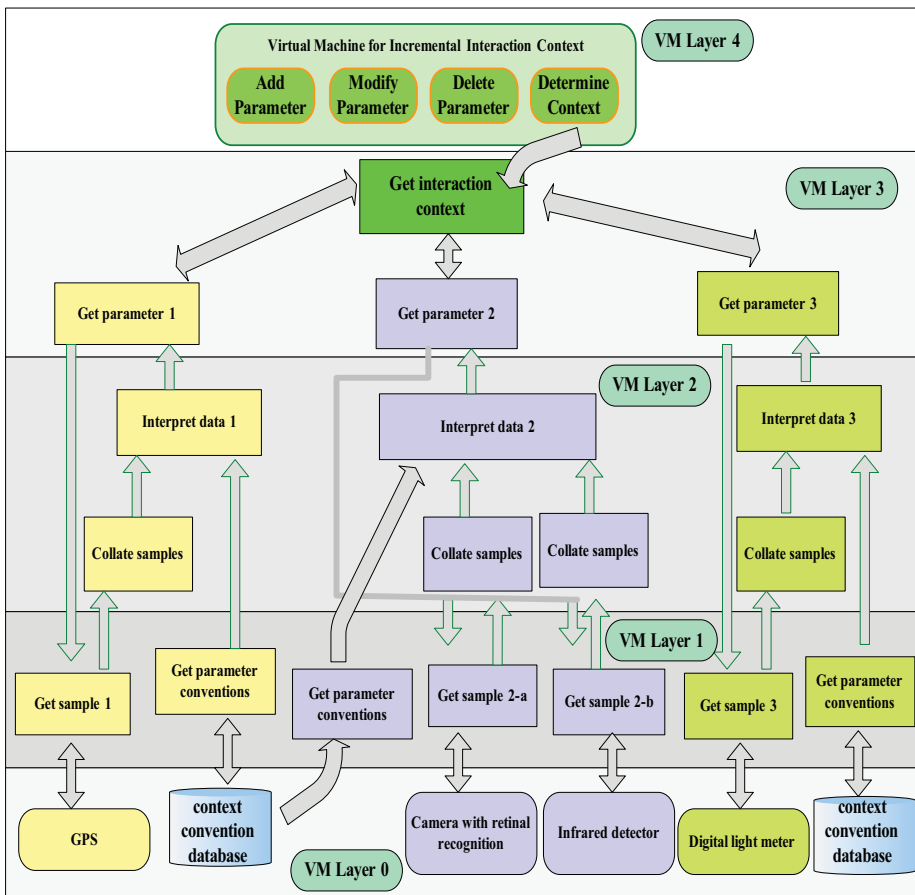 VM Layer 4
Virtual Machine for Incremental Interaction Context
Add
Parameter
Modify
Parameter
Delete
Parameter
Determine
Context
VM Layer 3
Get interaction
context
Get parameter 1
Get parameter 2
Get parameter 3
VM Layer 2
Interpret data 1
Interpret data 2
Interpret data 3
Collate samples
Collate samples
Collate samples
Collate samples
VM Layer 1
Get sample 1
Get parameter
conventions
Get parameter
conventions
Get sample 2-a
Get sample 2-b
Get sample 3
Get parameter
conventions
GPS
context
convention
database
VM Layer 0
Camera with retinal
recognition
Infrared detector
Digital light meter
context
convention
database